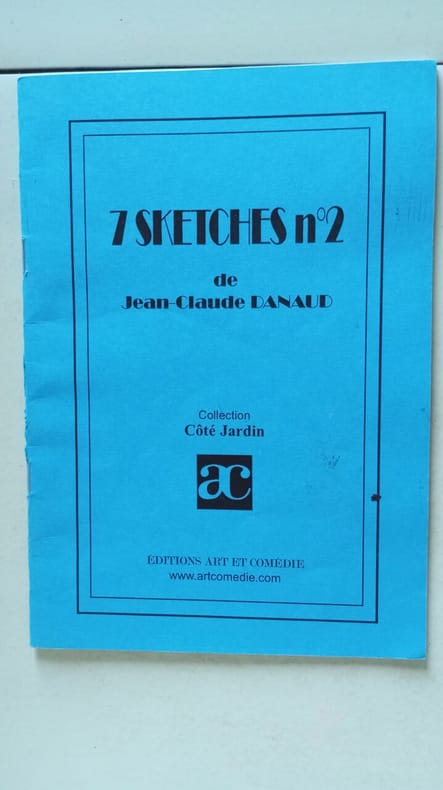 7 SKETCHES n°2
de
Jean-Claude DANAUD
Collection
Côté Jardin
ac
ÉDITIONS ART ET COMÉDIE
www.artcomedie.com